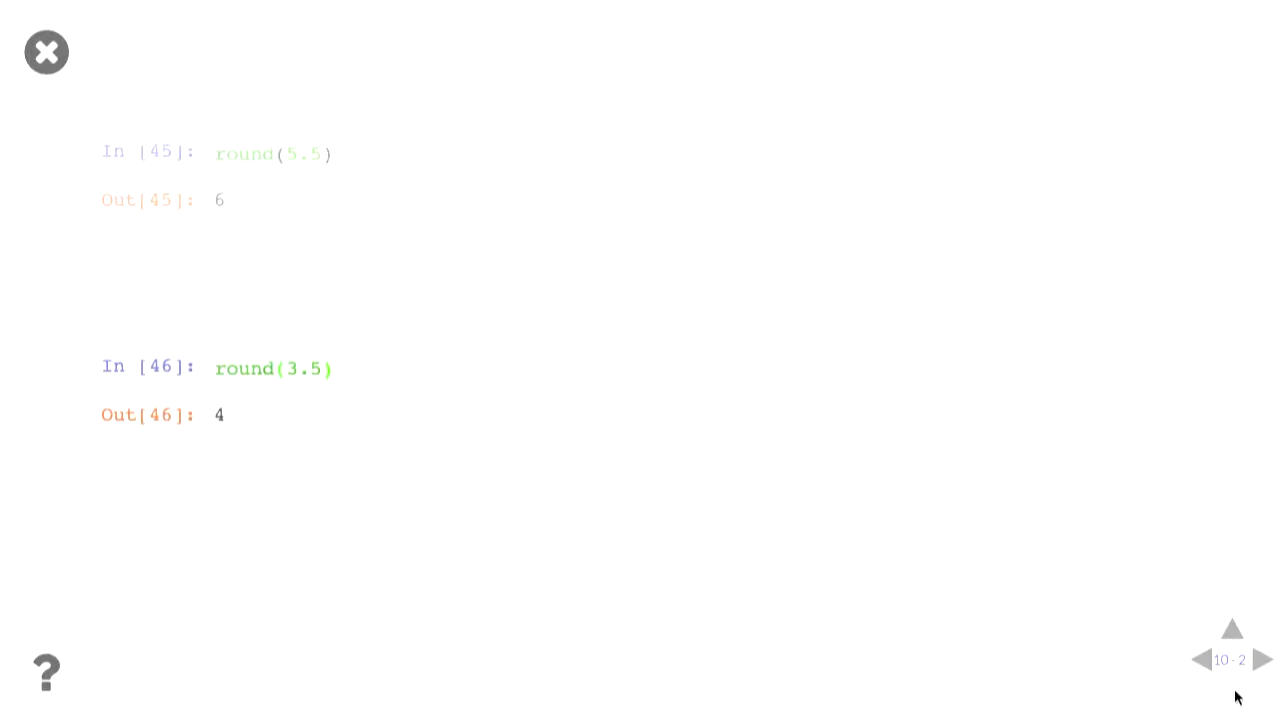 In [45]: round(5.5)
Out[45]: 6
In [46]: round(3.5)
Out[46]: 4
?
10 - 2